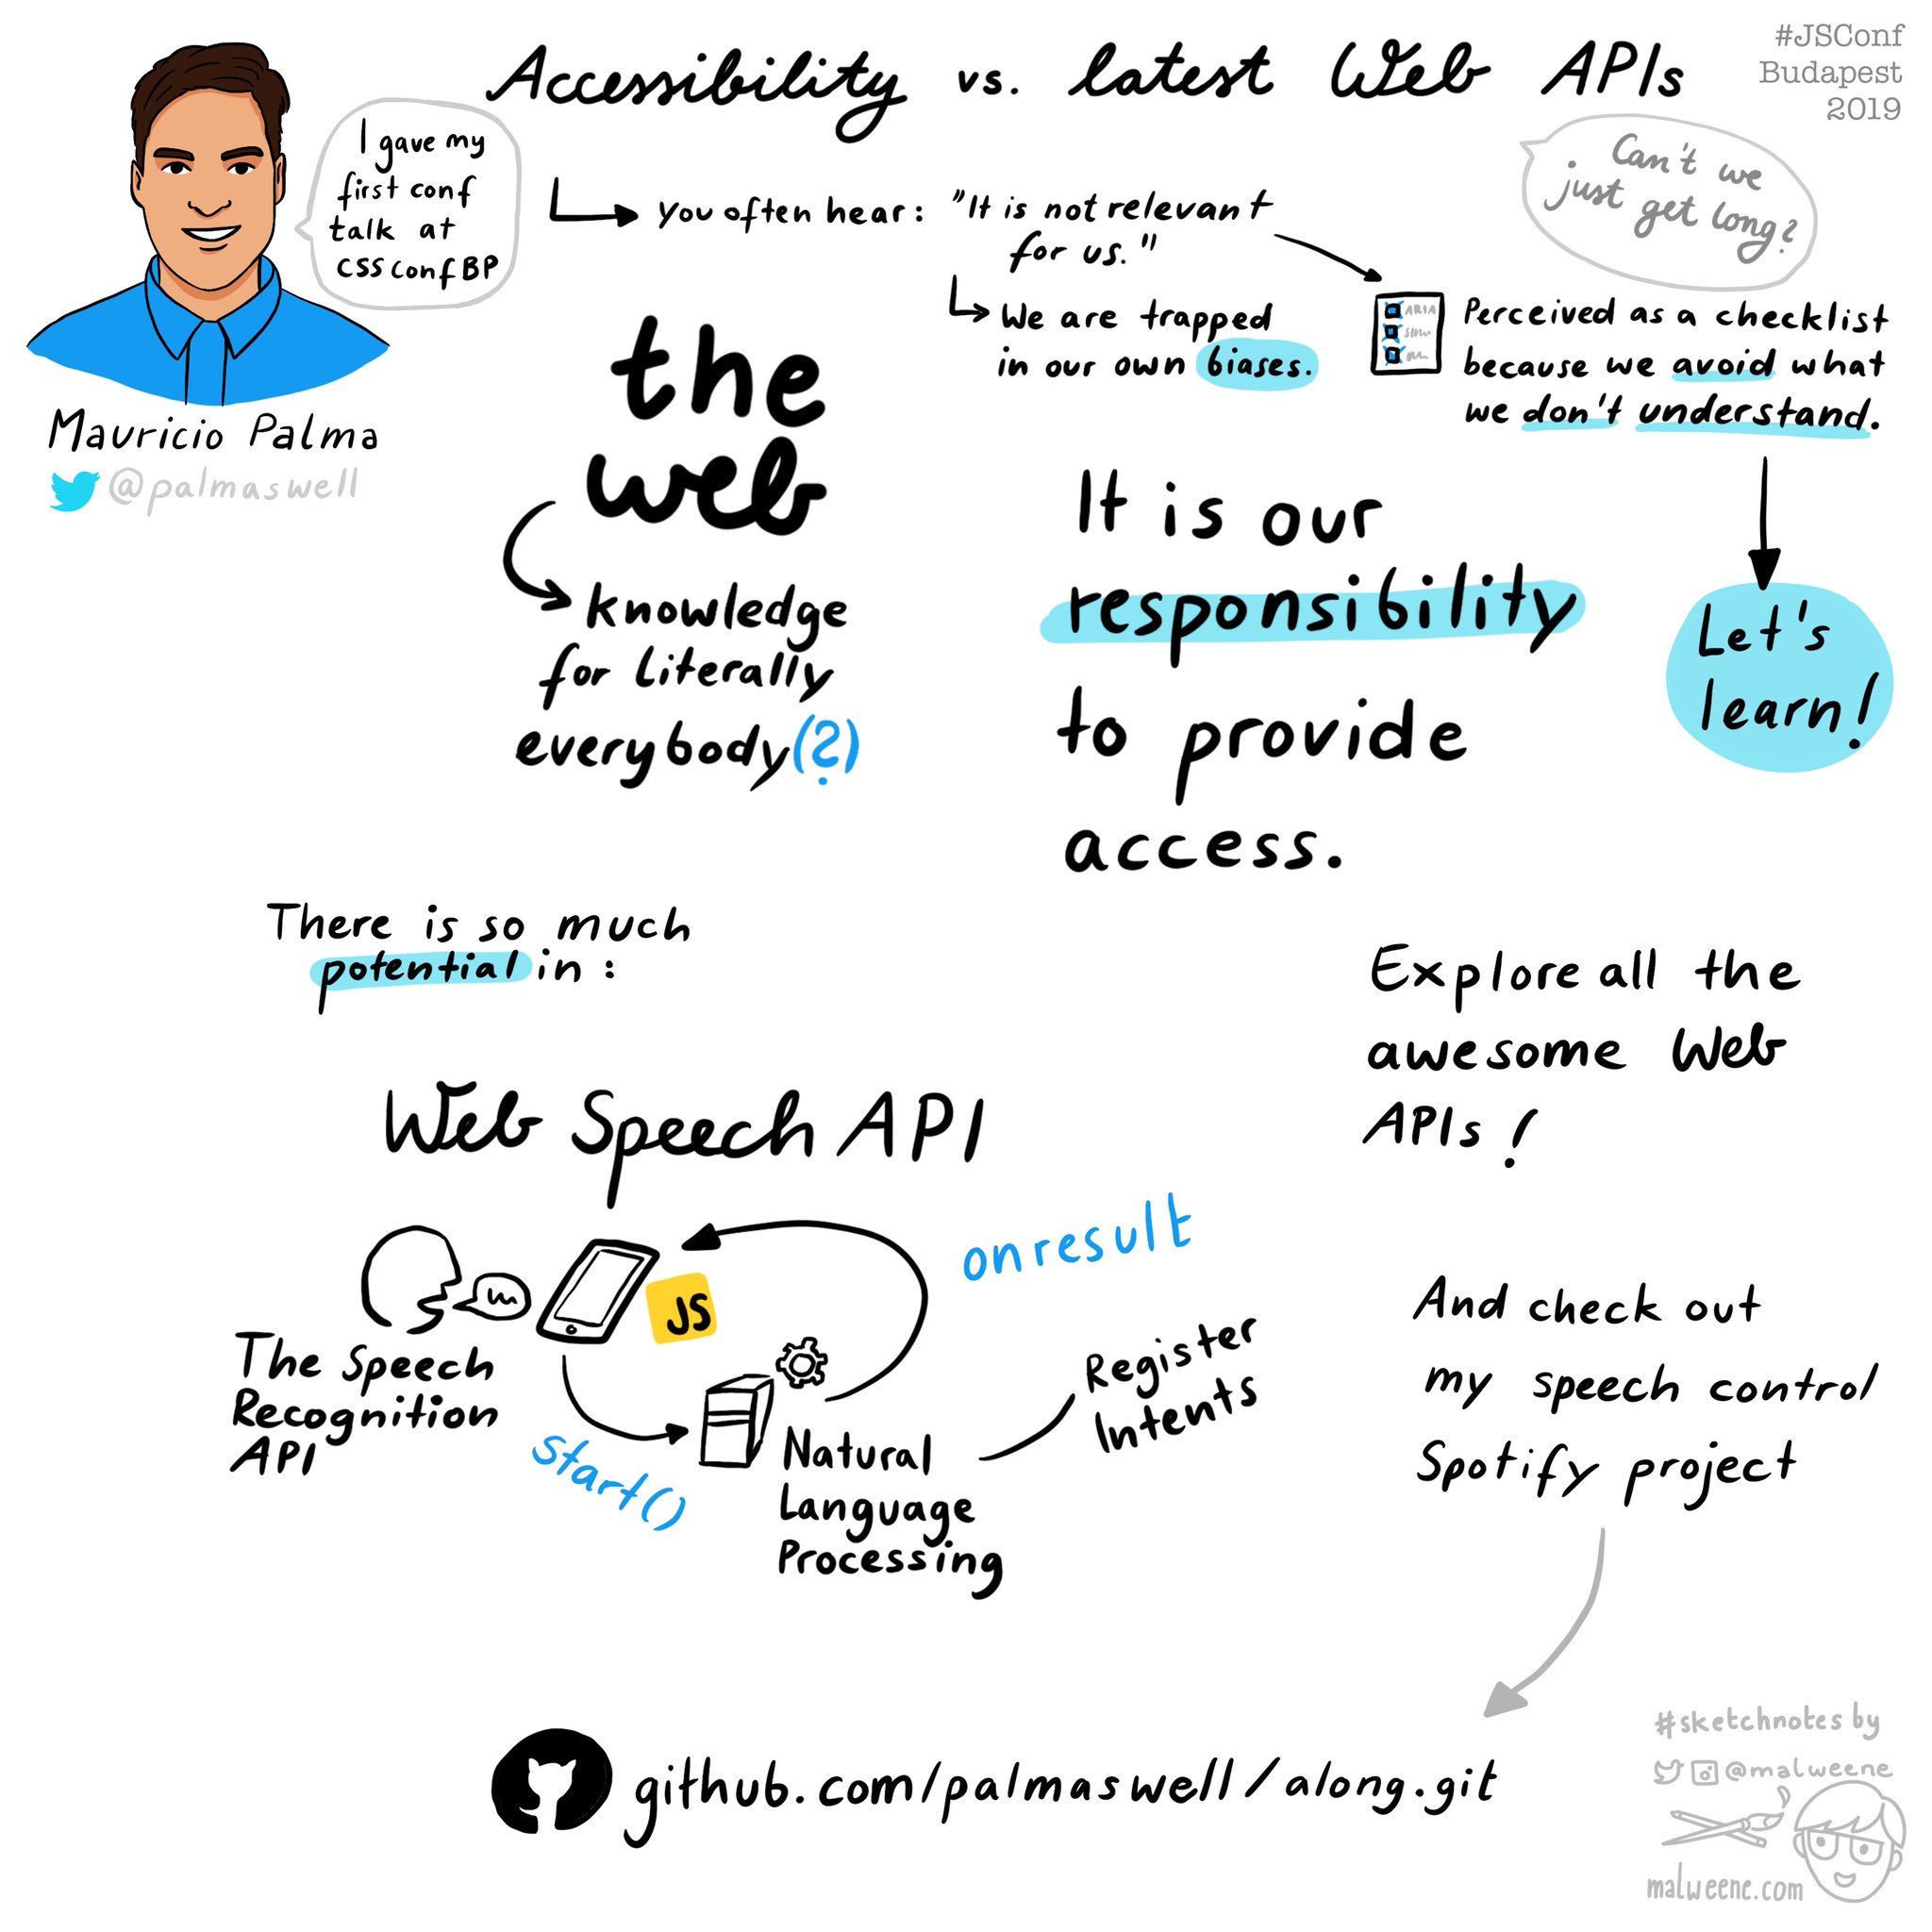 #JSConf
Budapest
2019
Accessibility vs. latest Web APIs
Can't we
just get long?
I gave my
first conf
talk at
CSSconfBP
Mauricio Palma
@palmaswell
you often hear: "It is not relevant
for us."
We are trapped
in our own biases.
ARIA
Perceived as a checklist
because we avoid what
we don't understand.
Let's
learn!
the
web
knowledge
for literally
everybody(?)
It is our
responsibility
to provide
access.
There is so much
potential in:
Web Speech API
The Speech
Recognition
API
JS
start()
onresult
Natural
Language
Processing
Register
Intents
Explore all the
awesome Web
APIs!
And check out
my speech control
Spotify project
github.com/palmaswell/along.git
#sketchnotes by
@malweene
malweene.com